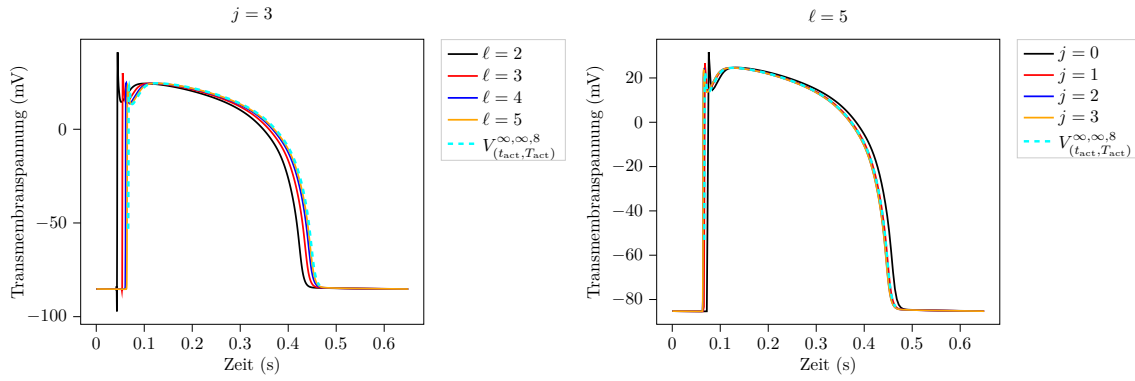 j = 3
Transmembranspannung (mV)
0
−50
−100
0 0.1 0.2 0.3 0.4 0.5 0.6
Zeit (s)
ℓ = 2
ℓ = 3
ℓ = 4
ℓ = 5
V^{∞,∞,8}_{(t_act,T_act)}
ℓ = 5
Transmembranspannung (mV)
20
0
−20
−40
−60
−80
0 0.1 0.2 0.3 0.4 0.5 0.6
Zeit (s)
j = 0
j = 1
j = 2
j = 3
V^{∞,∞,8}_{(t_act,T_act)}